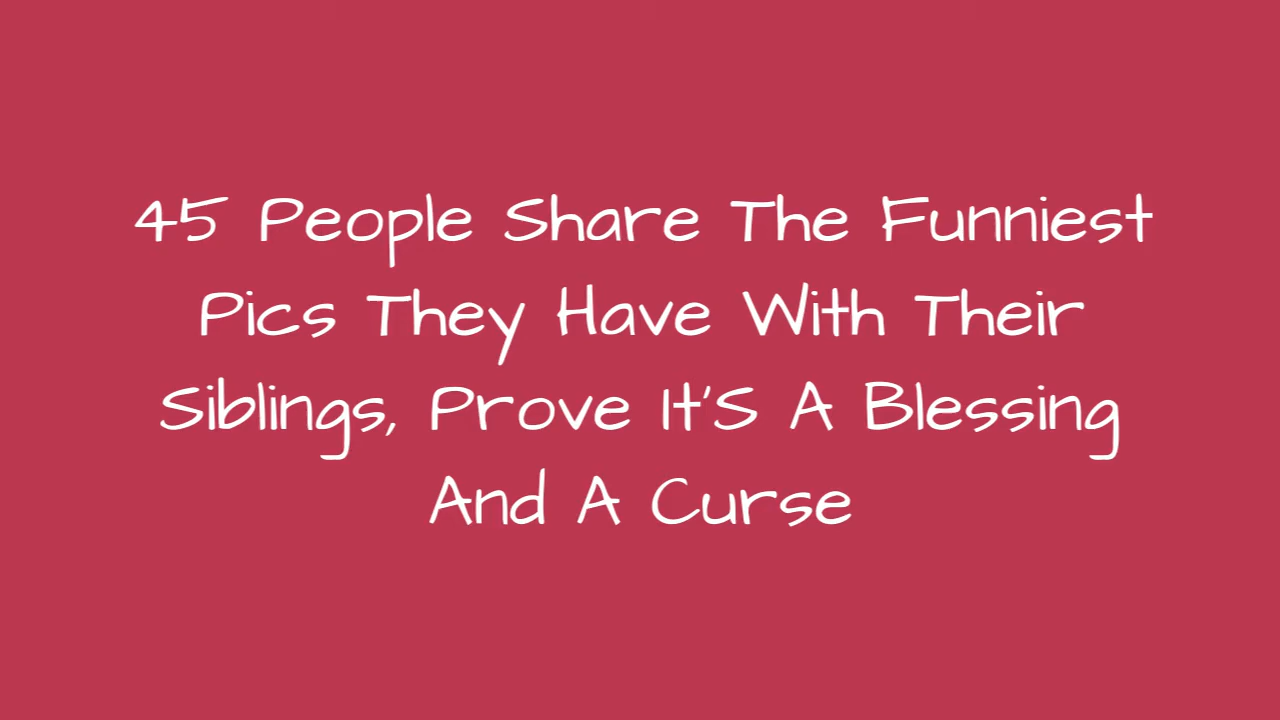 45 People Share The Funniest
Pics They Have With Their
Siblings, Prove It'S A Blessing
And A Curse